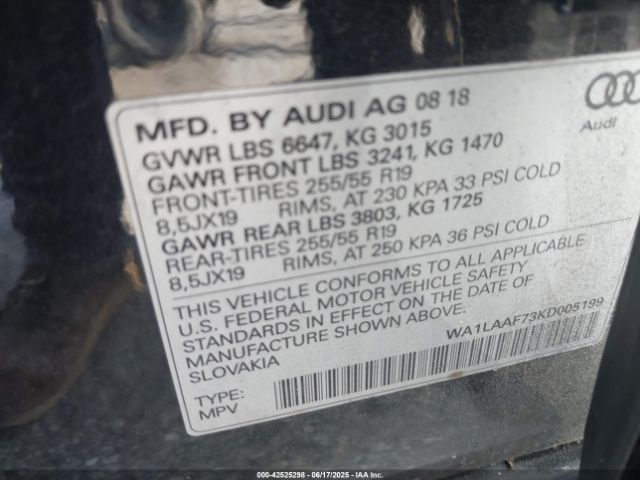 MFD. BY AUDI AG 08 18
GVWR LBS 6647, KG 3015
GAWR FRONT LBS 3241, KG 1470
FRONT-TIRES 255/55 R19
8,5JX19 RIMS, AT 230 KPA 33 PSI COLD
GAWR REAR LBS 3803, KG 1725
REAR-TIRES 255/55 R19
8,5JX19 RIMS, AT 250 KPA 36 PSI COLD
Audi
THIS VEHICLE CONFORMS TO ALL APPLICABLE
U.S. FEDERAL MOTOR VEHICLE SAFETY
STANDARDS IN EFFECT ON THE DATE OF
MANUFACTURE SHOWN ABOVE.
SLOVAKIA
WA1LAAF73KD005199
TYPE:
MPV
000-42525298 - 06/17/2025 - IAA, Inc.